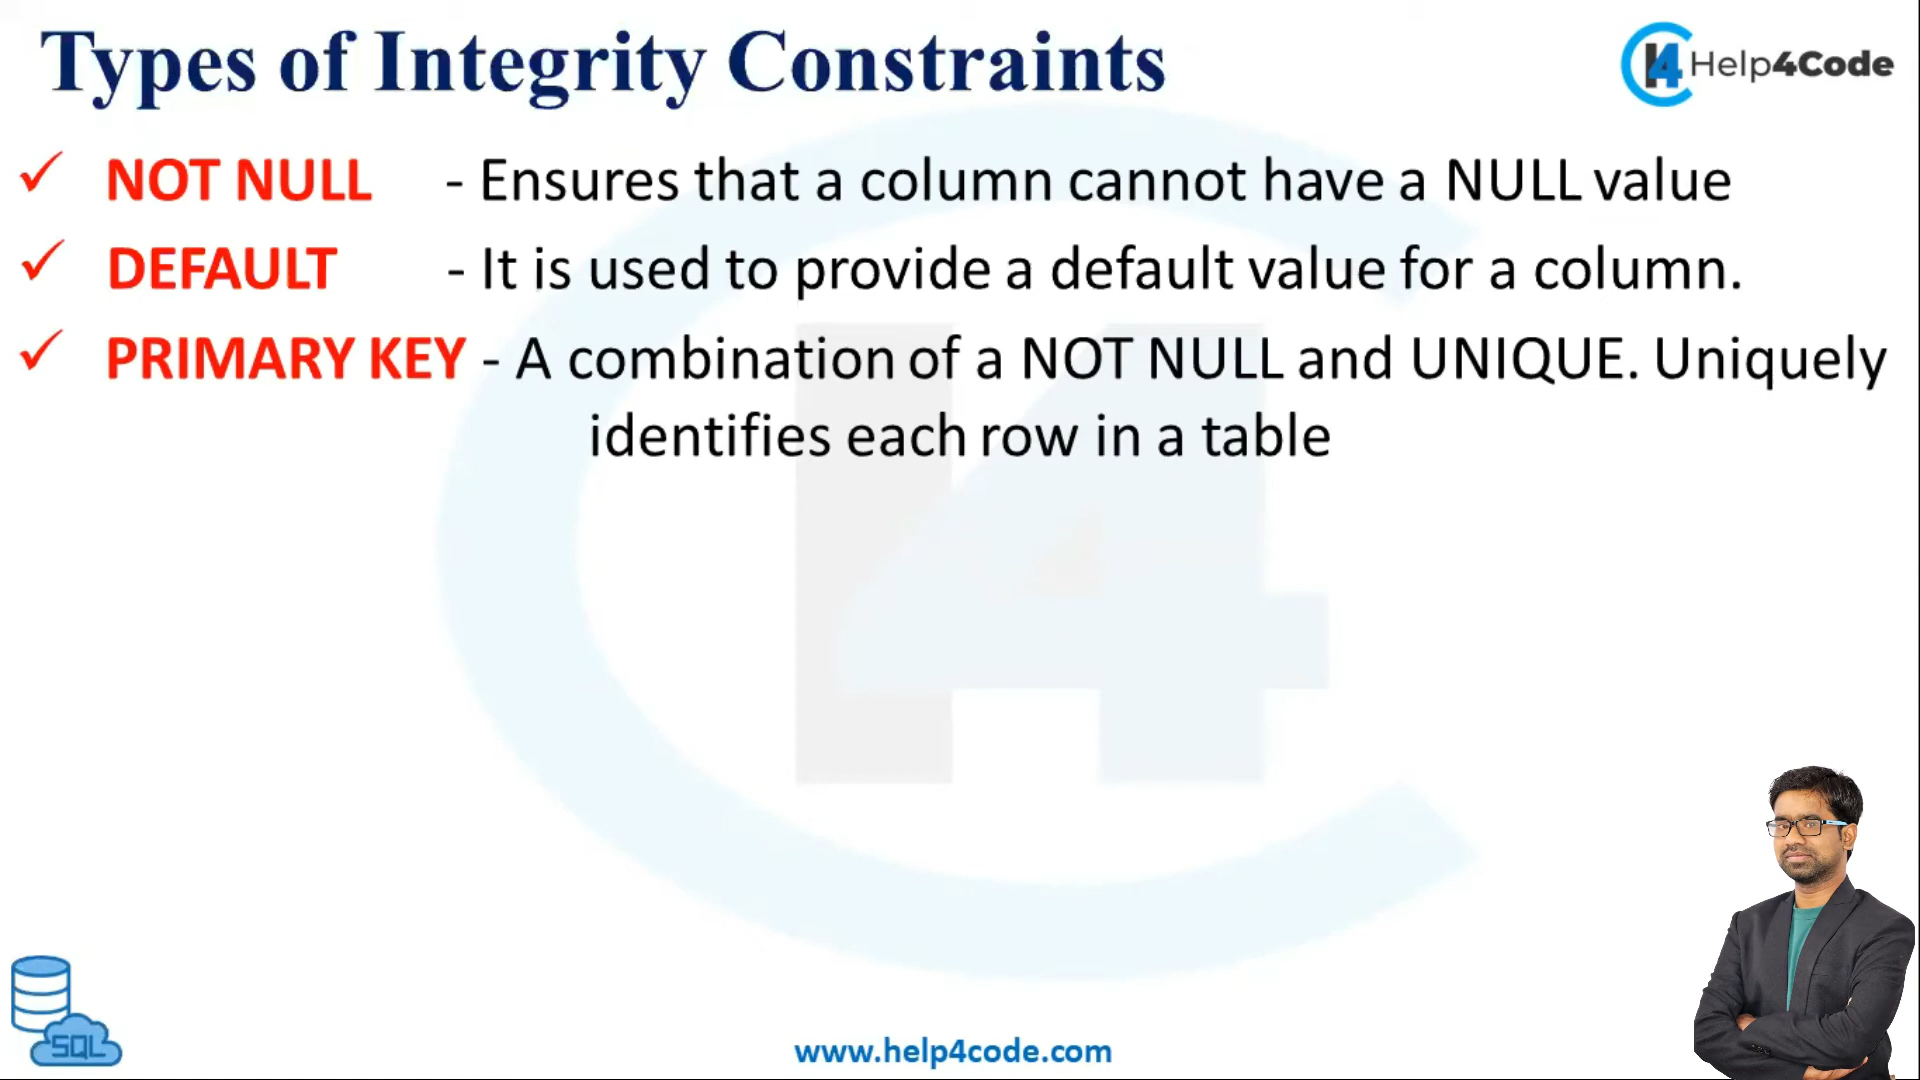 Types of Integrity Constraints
Help4Code
✓ NOT NULL - Ensures that a column cannot have a NULL value
✓ DEFAULT - It is used to provide a default value for a column.
✓ PRIMARY KEY - A combination of a NOT NULL and UNIQUE. Uniquely
identifies each row in a table
SQL
www.help4code.com